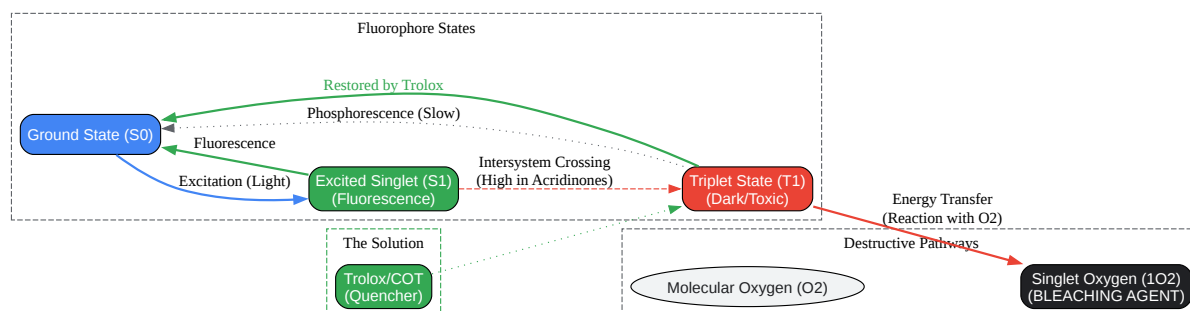 Fluorophore States
Restored by Trolox
Phosphorescence (Slow)
Ground State (S0)
Fluorescence
Excitation (Light)
Excited Singlet (S1)
(Fluorescence)
Intersystem Crossing
(High in Acridinones)
Triplet State (T1)
(Dark/Toxic)
Energy Transfer
(Reaction with O2)
The Solution
Trolox/COT
(Quencher)
Destructive Pathways
Molecular Oxygen (O2)
Singlet Oxygen (1O2)
(BLEACHING AGENT)